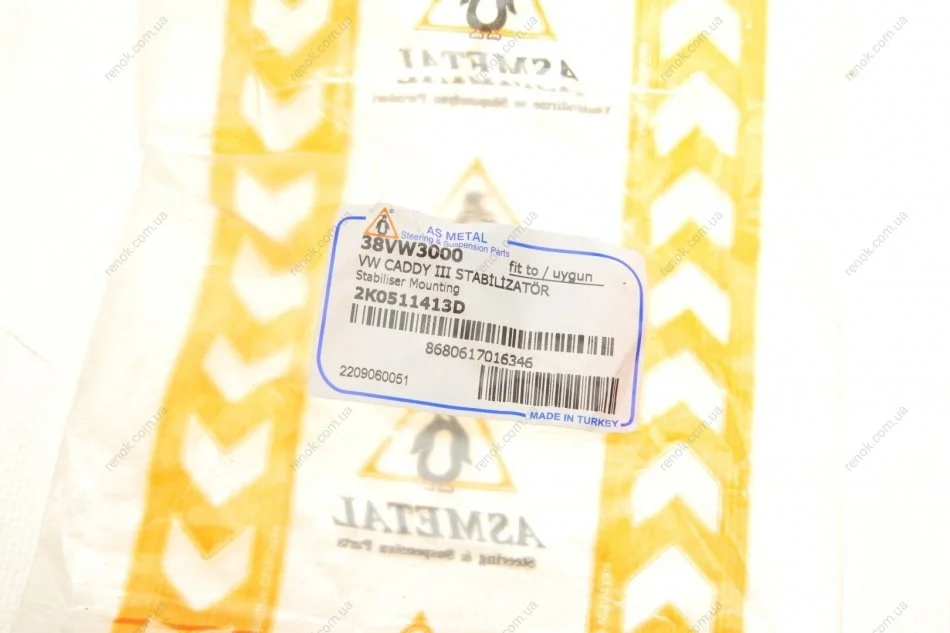 ASMETAL
AS METAL
Steering & Suspension Parts
38VW3000
fit to / uygun
VW CADDY III STABİLİZATÖR
Stabiliser Mounting
2K0511413D
8680617016346
2209060051
MADE IN TURKEY
ASMETAL
Steering & Suspension Parts
renok.com.ua